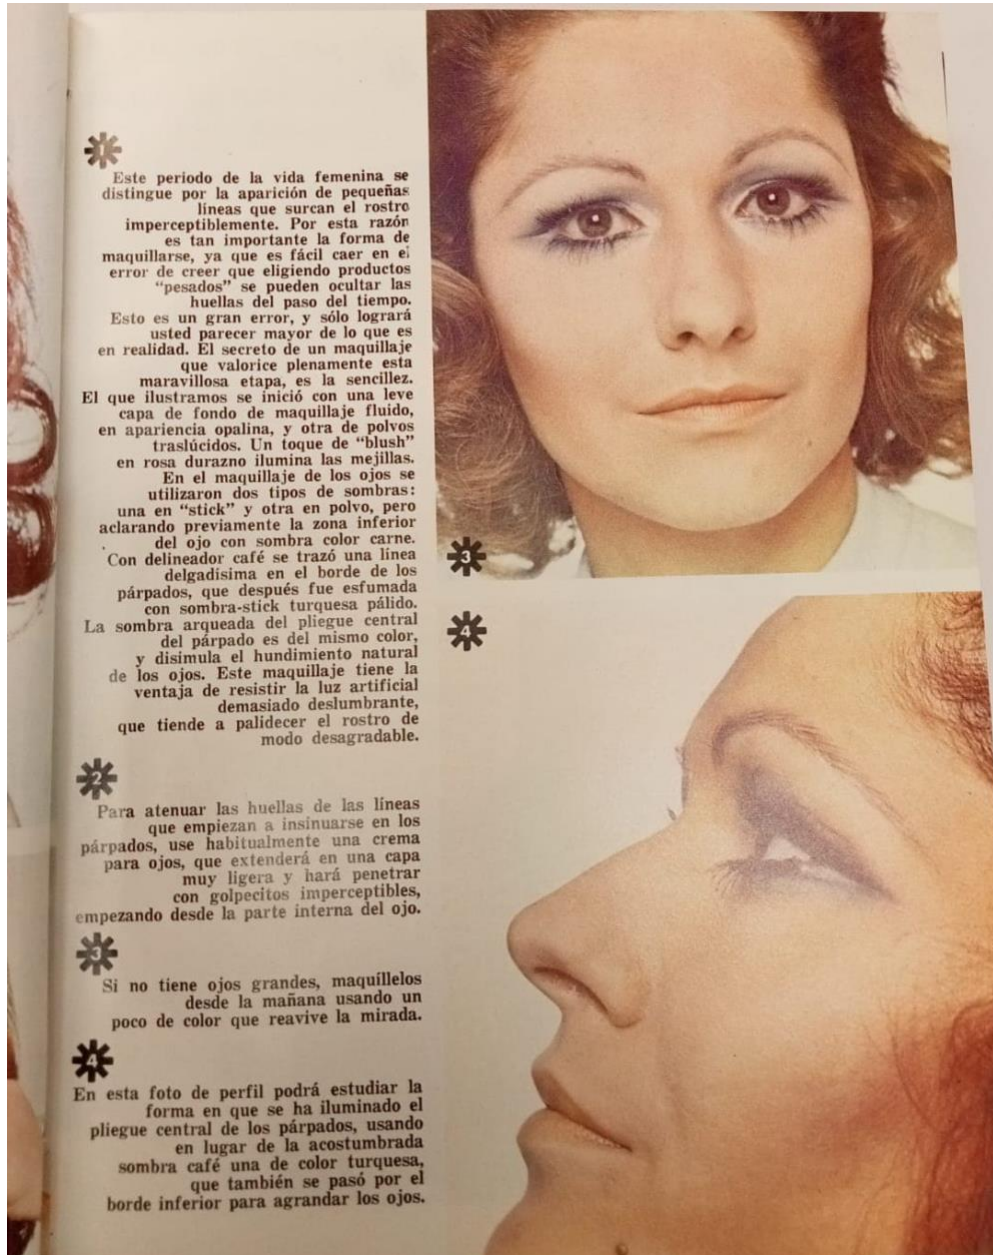 1
Este periodo de la vida femenina se
distingue por la aparición de pequeñas
líneas que surcan el rostro
imperceptiblemente. Por esta razón
es tan importante la forma de
maquillarse, ya que es fácil caer en el
error de creer que eligiendo productos
“pesados” se pueden ocultar las
huellas del paso del tiempo.
Esto es un gran error, y sólo logrará
usted parecer mayor de lo que es
en realidad. El secreto de un maquillaje
que valorice plenamente esta
maravillosa etapa, es la sencillez.
El que ilustramos se inició con una leve
capa de fondo de maquillaje fluido,
en apariencia opalina, y otra de polvos
traslúcidos. Un toque de “blush”
en rosa durazno ilumina las mejillas.
En el maquillaje de los ojos se
utilizaron dos tipos de sombras:
una en “stick” y otra en polvo, pero
aclarando previamente la zona inferior
del ojo con sombra color carne.
Con delineador café se trazó una línea
delgadísima en el borde de los
párpados, que después fue esfumada
con sombra-stick turquesa pálido.
La sombra arqueada del pliegue central
del párpado es del mismo color,
y disimula el hundimiento natural
de los ojos. Este maquillaje tiene la
ventaja de resistir la luz artificial
demasiado deslumbrante,
que tiende a palidecer el rostro de
modo desagradable.
2
Para atenuar las huellas de las líneas
que empiezan a insinuarse en los
párpados, use habitualmente una crema
para ojos, que extenderá en una capa
muy ligera y hará penetrar
con golpecitos imperceptibles,
empezando desde la parte interna del ojo.
3
Si no tiene ojos grandes, maquíllelos
desde la mañana usando un
poco de color que reavive la mirada.
4
En esta foto de perfil podrá estudiar la
forma en que se ha iluminado el
pliegue central de los párpados, usando
en lugar de la acostumbrada
sombra café una de color turquesa,
que también se pasó por el
borde inferior para agrandar los ojos.
3
4